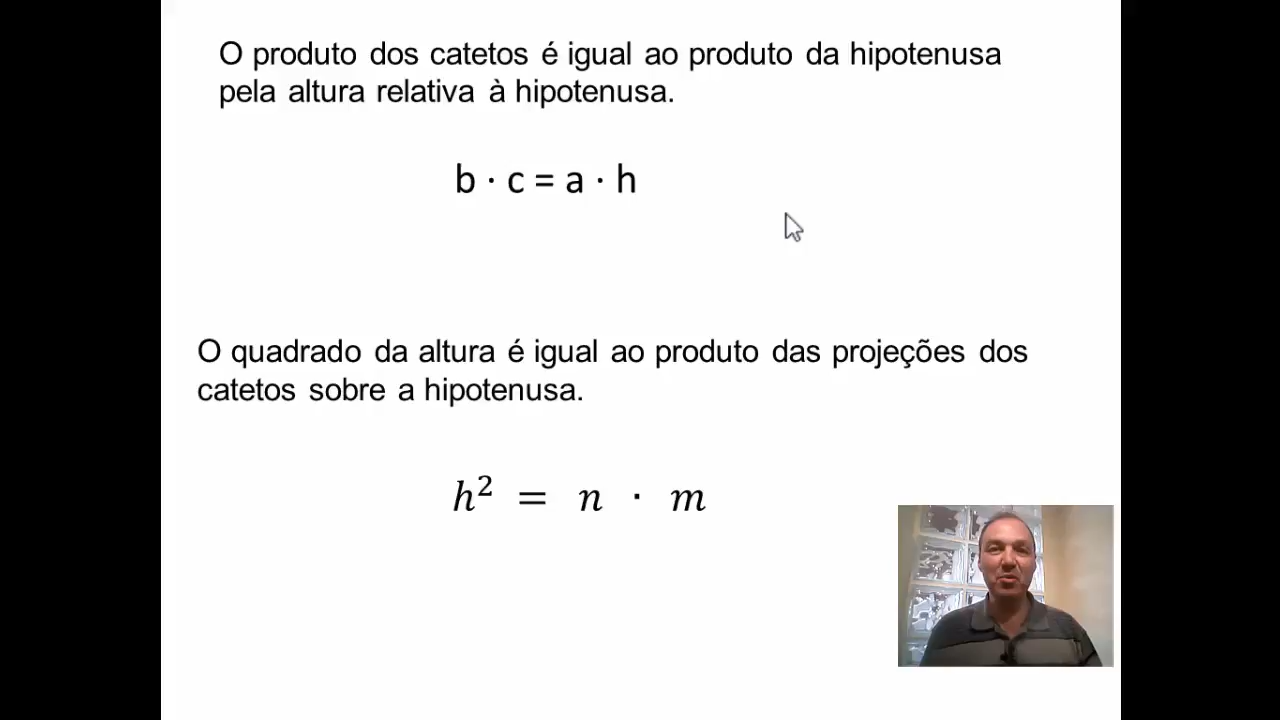 O produto dos catetos é igual ao produto da hipotenusa
pela altura relativa à hipotenusa.
b · c = a · h
O quadrado da altura é igual ao produto das projeções dos
catetos sobre a hipotenusa.
h² = n · m